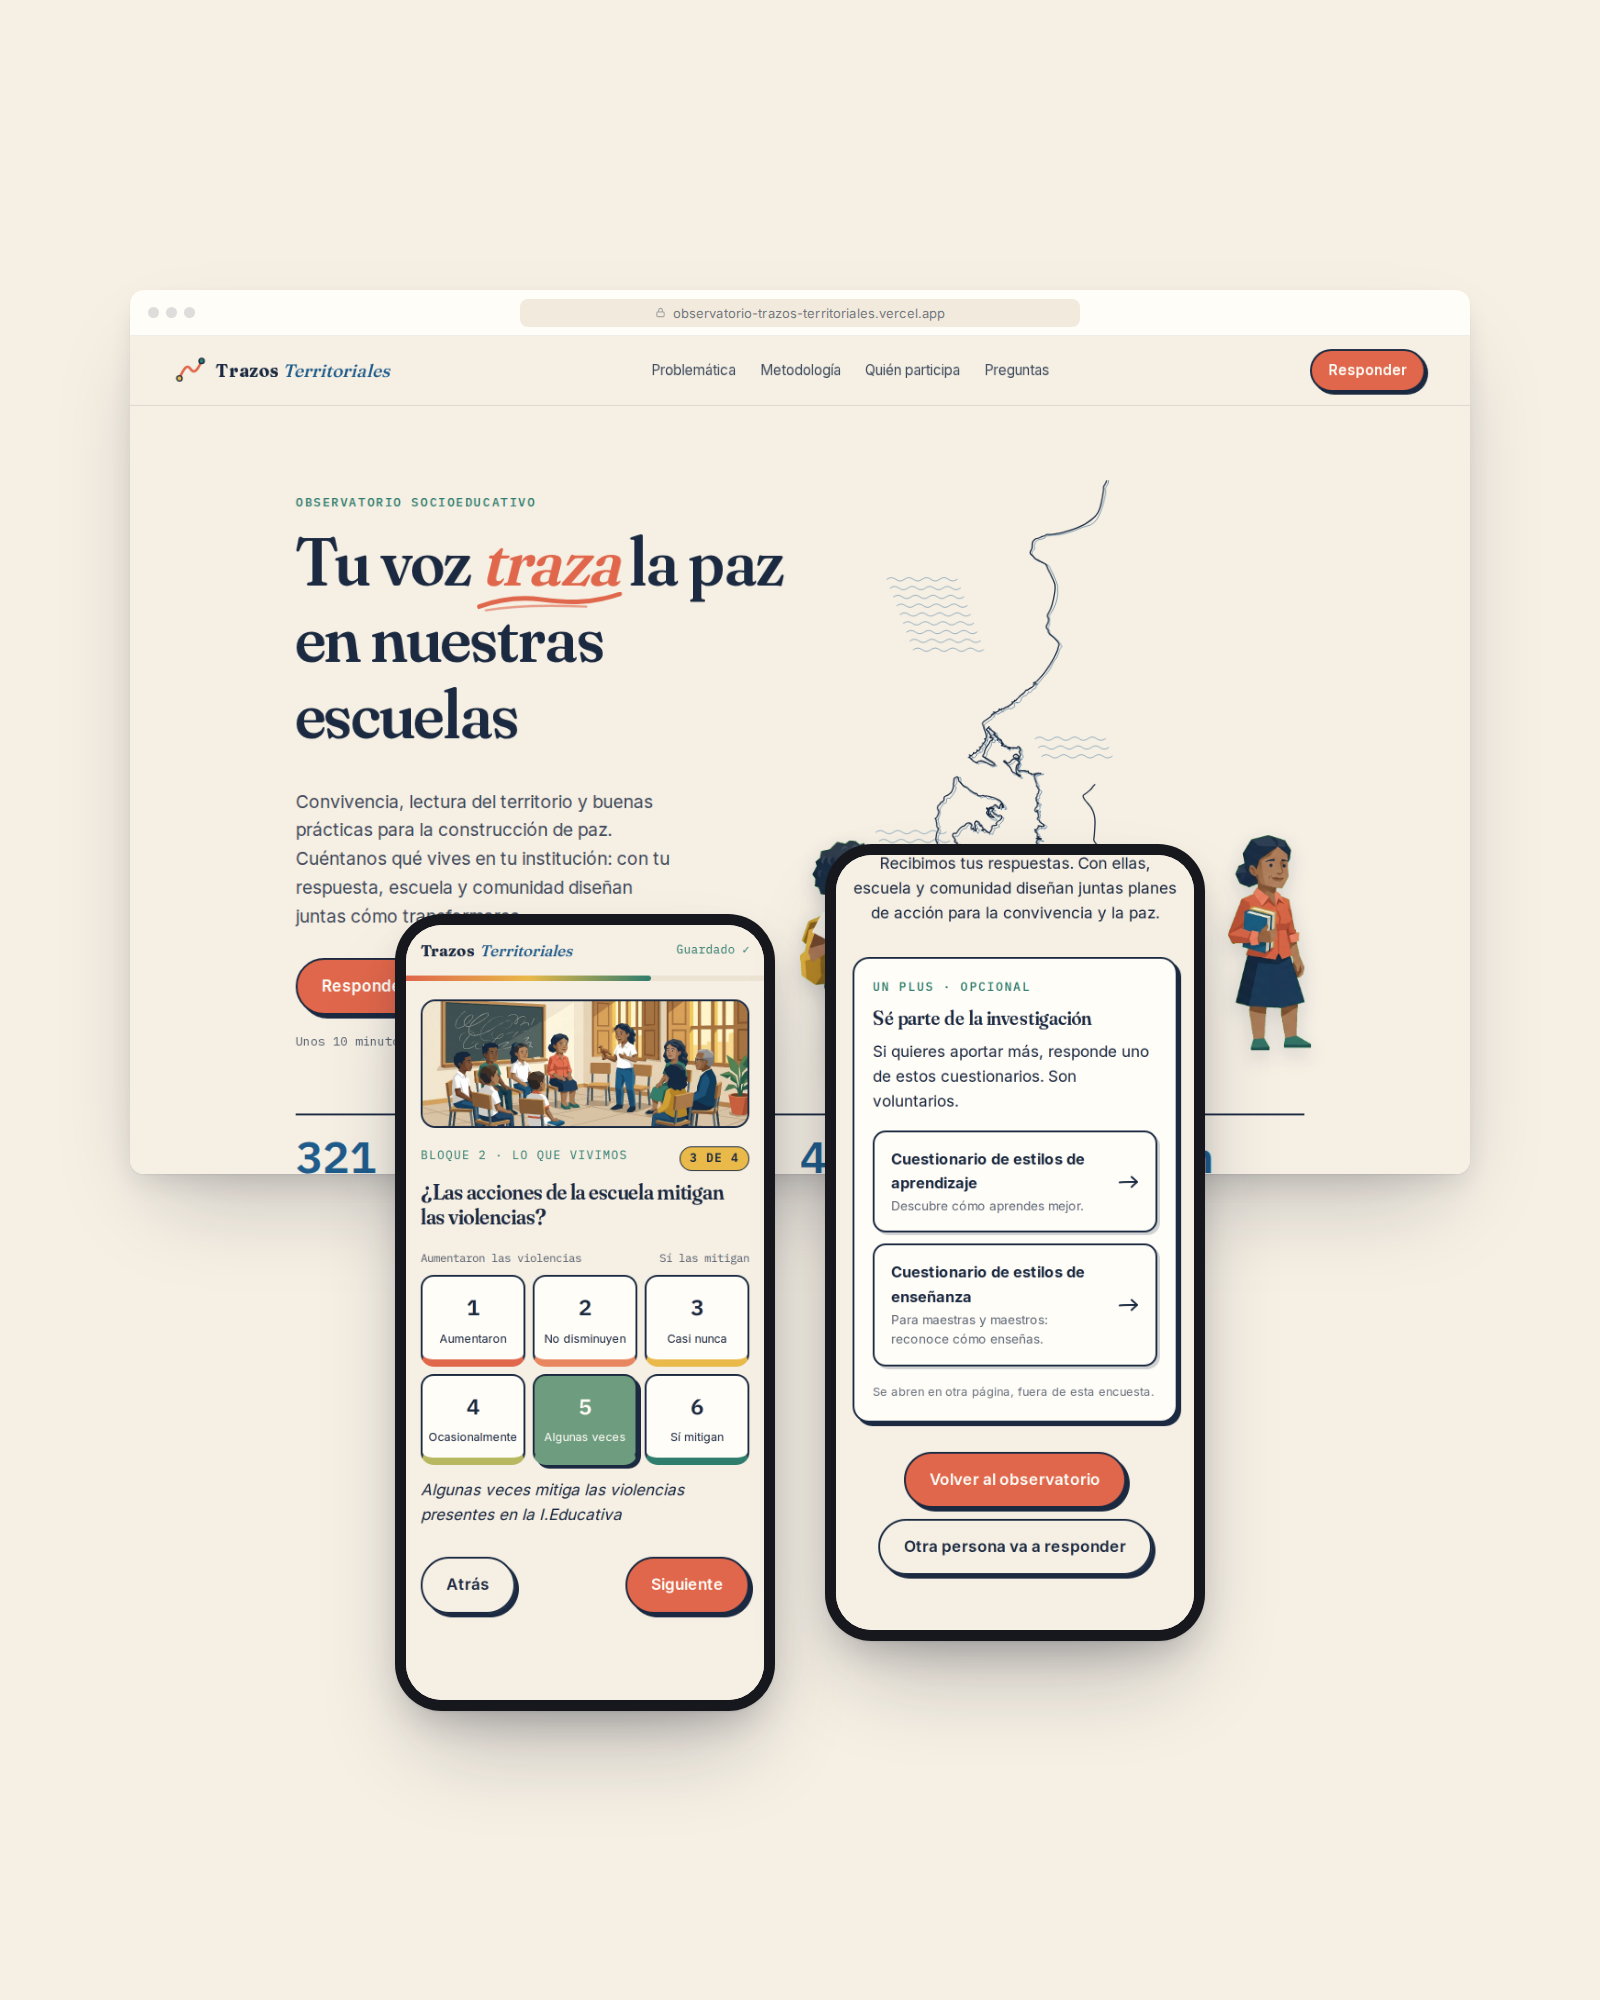 observatorio-trazos-territoriales.vercel.app
Trazos Territoriales
Problemática Metodología Quién participa Preguntas
Responder
OBSERVATORIO SOCIOEDUCATIVO
Tu voz traza la paz
en nuestras
escuelas
Convivencia, lectura del territorio y buenas
prácticas para la construcción de paz.
Cuéntanos qué vives en tu institución: con tu
respuesta, escuela y comunidad diseñan
juntas cómo
Unos 10
321
4
Trazos Territoriales
Guardado ✓
BLOQUE 2 · LO QUE VIVIMOS
3 DE 4
¿Las acciones de la escuela mitigan
las violencias?
Aumentaron las violencias
Sí las mitigan
1
Aumentaron
2
No disminuyen
3
Casi nunca
4
Ocasionalmente
5
Algunas veces
6
Sí mitigan
Algunas veces mitiga las violencias
presentes en la I.Educativa
Atrás
Siguiente
Recibimos tus respuestas. Con ellas,
escuela y comunidad diseñan juntas planes
de acción para la convivencia y la paz.
UN PLUS · OPCIONAL
Sé parte de la investigación
Si quieres aportar más, responde uno
de estos cuestionarios. Son
voluntarios.
Cuestionario de estilos de
aprendizaje
Descubre cómo aprendes mejor.
→
Cuestionario de estilos de
enseñanza
Para maestras y maestros:
reconoce cómo enseñas.
→
Se abren en otra página, fuera de esta encuesta.
Volver al observatorio
Otra persona va a responder